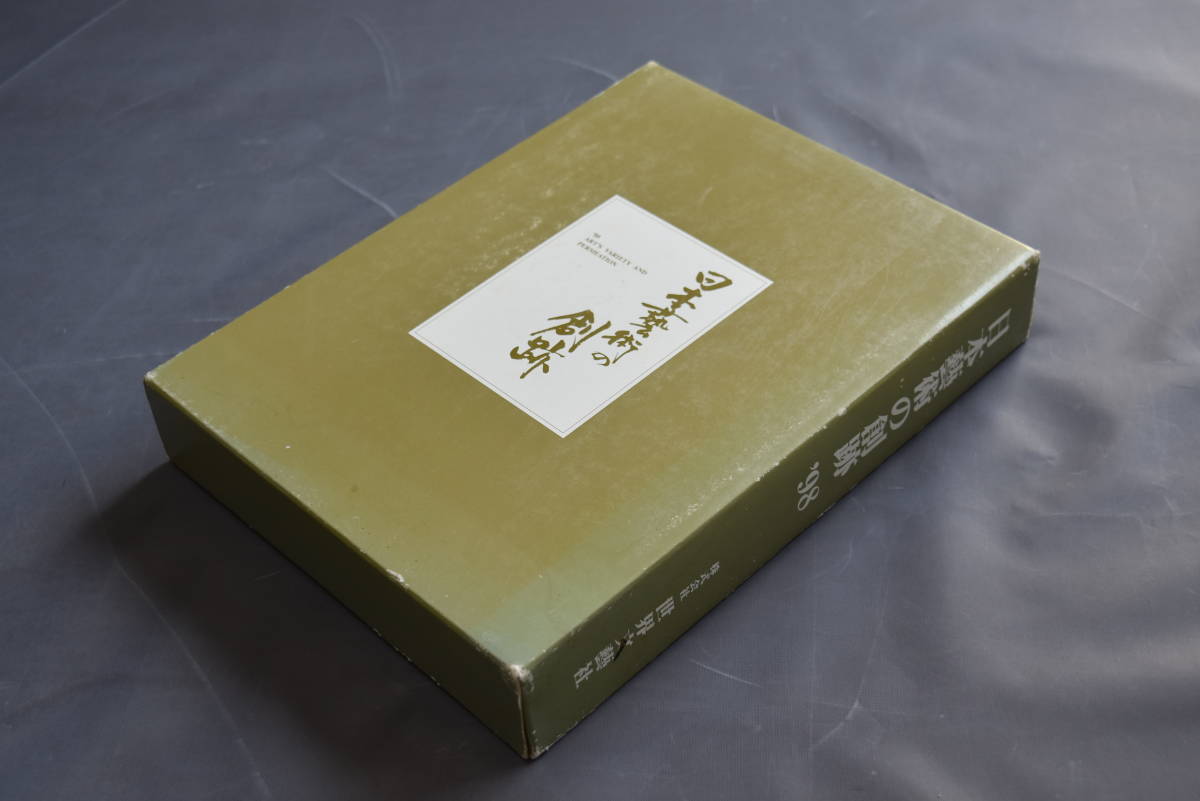 '98
ART'S VARIETY AND
PERMEATION
日本藝術の
創跡
日本藝術の創跡 '98
株式会社 世界文藝社